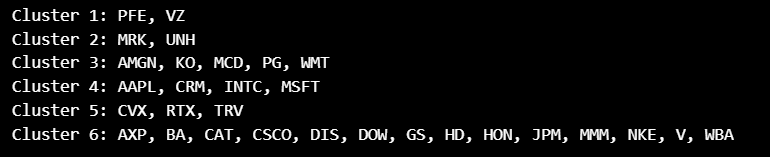 Cluster 1: PFE, VZ
Cluster 2: MRK, UNH
Cluster 3: AMGN, KO, MCD, PG, WMT
Cluster 4: AAPL, CRM, INTC, MSFT
Cluster 5: CVX, RTX, TRV
Cluster 6: AXP, BA, CAT, CSCO, DIS, DOW, GS, HD, HON, JPM, MMM, NKE, V, WBA